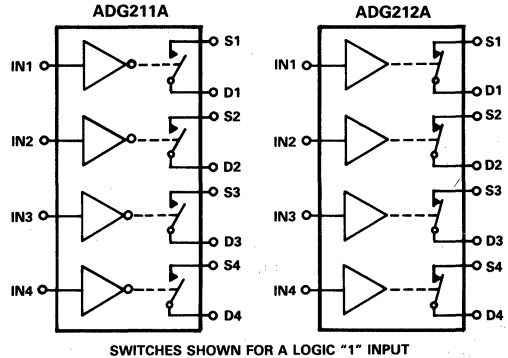 ADG211A
IN1
S1
D1
IN2
S2
D2
IN3
S3
D3
IN4
S4
D4
ADG212A
IN1
S1
D1
IN2
S2
D2
IN3
S3
D3
IN4
S4
D4
SWITCHES SHOWN FOR A LOGIC "1" INPUT